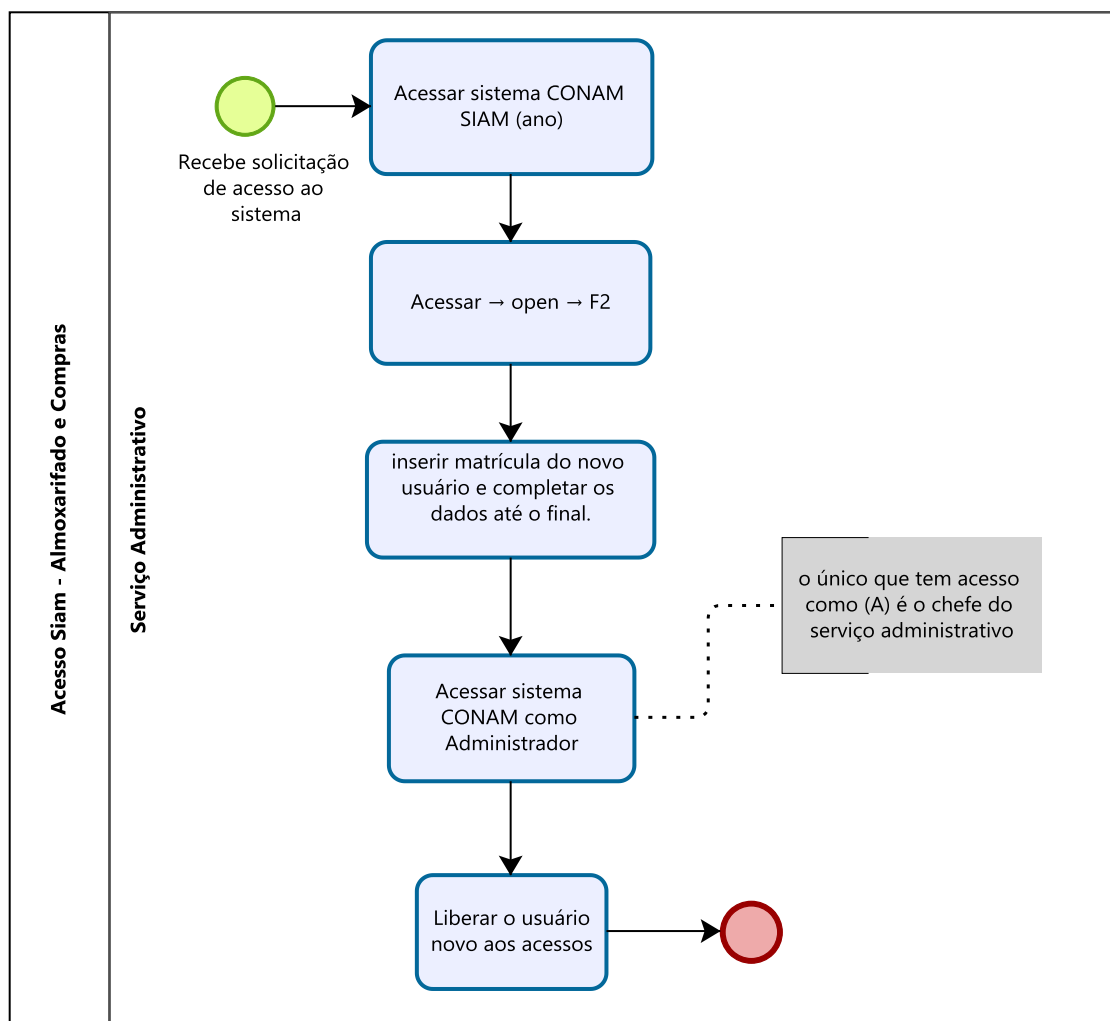 Acesso Siam - Almoxarifado e Compras
Serviço Administrativo
Recebe solicitação
de acesso ao
sistema
Acessar sistema CONAM
SIAM (ano)
Acessar → open → F2
inserir matrícula do novo
usuário e completar os
dados até o final.
o único que tem acesso
como (A) é o chefe do
serviço administrativo
Acessar sistema
CONAM como
Administrador
Liberar o usuário
novo aos acessos